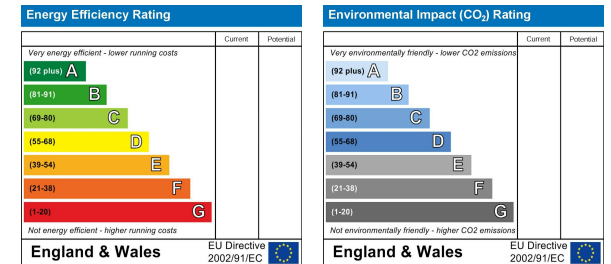 Energy Efficiency Rating
Current Potential
Very energy efficient - lower running costs
(92 plus) A
(81-91) B
(69-80) C
(55-68) D
(39-54) E
(21-38) F
(1-20) G
Not energy efficient - higher running costs
England & Wales
EU Directive
2002/91/EC
Environmental Impact (CO₂) Rating
Current Potential
Very environmentally friendly - lower CO2 emissions
(92 plus) A
(81-91) B
(69-80) C
(55-68) D
(39-54) E
(21-38) F
(1-20) G
Not environmentally friendly - higher CO2 emissions
England & Wales
EU Directive
2002/91/EC